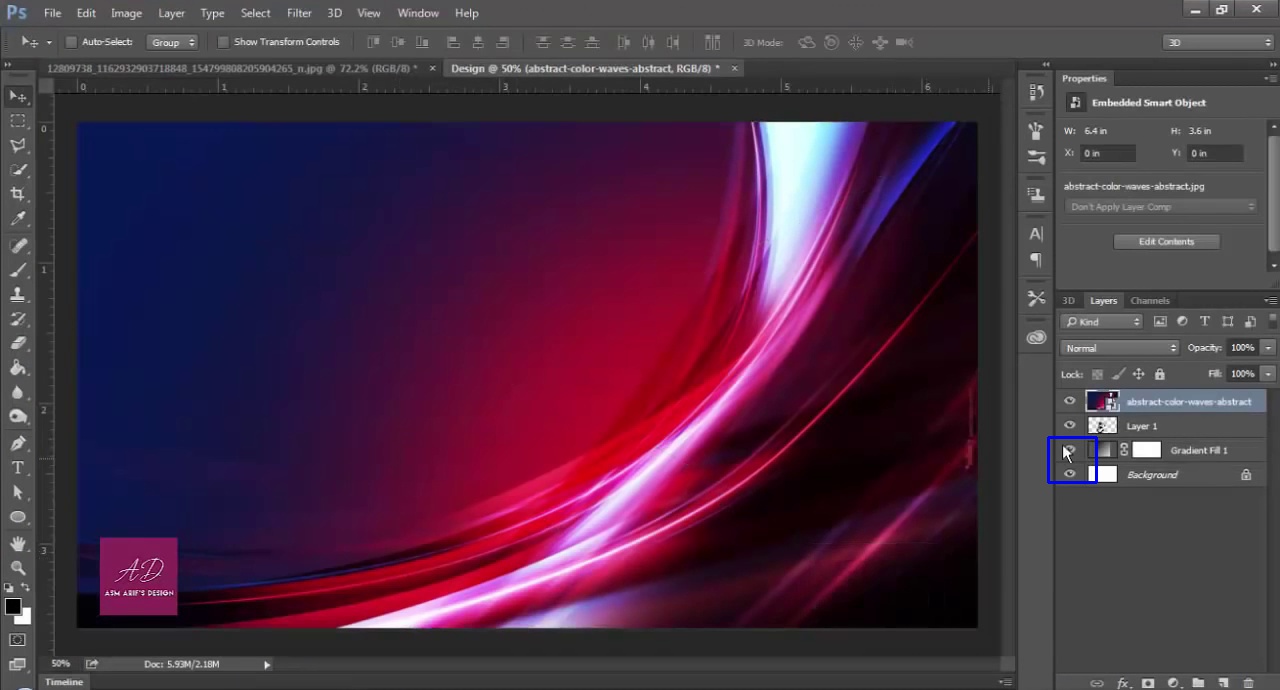 Ps File Edit Image Layer Type Select Filter 3D View Window Help
Auto-Select: Group Show Transform Controls 3D Mode: 3D
12809738_1162932903718848_154799808205904265_n.jpg @ 72.2% (RGB/8) * × Design @ 50% (abstract-color-waves-abstract, RGB/8) * ×
0 1 2 3 4 5 6
0
1
2
3
AD
ASM ARIF'S DESIGN
50% Doc: 5.93M/2.18M
Timeline
Properties
Embedded Smart Object
W: 6.4 in H: 3.6 in
X: 0 in Y: 0 in
abstract-color-waves-abstract.jpg
Don't Apply Layer Comp
Edit Contents
3D Layers Channels
Kind
Normal Opacity: 100%
Lock: Fill: 100%
abstract-color-waves-abstract
Layer 1
Gradient Fill 1
Background